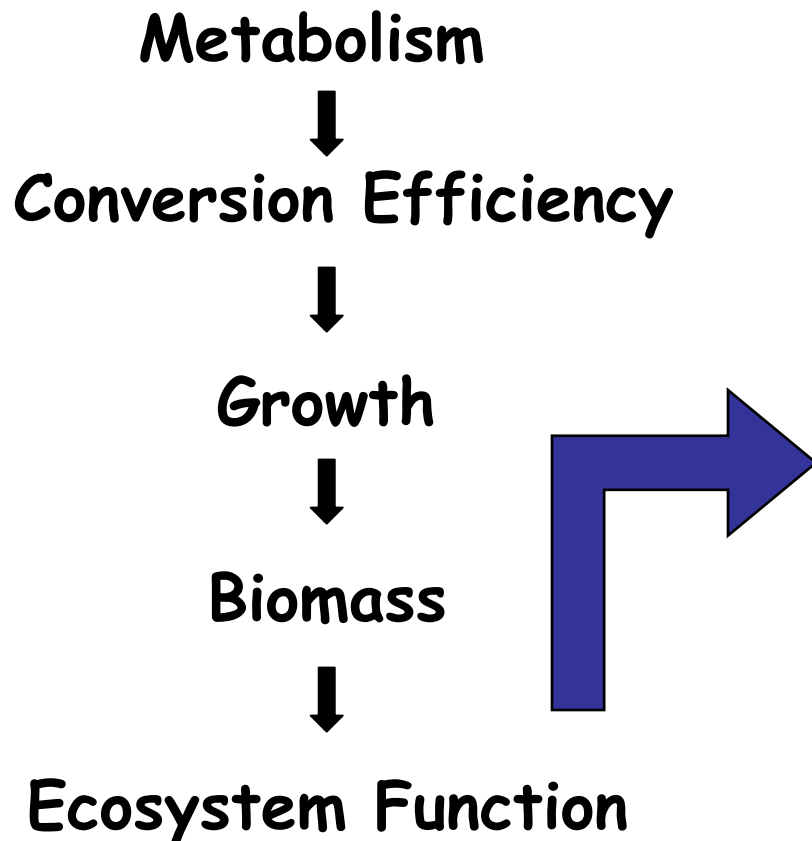 Metabolism
Conversion Efficiency
Growth
Biomass
Ecosystem Function